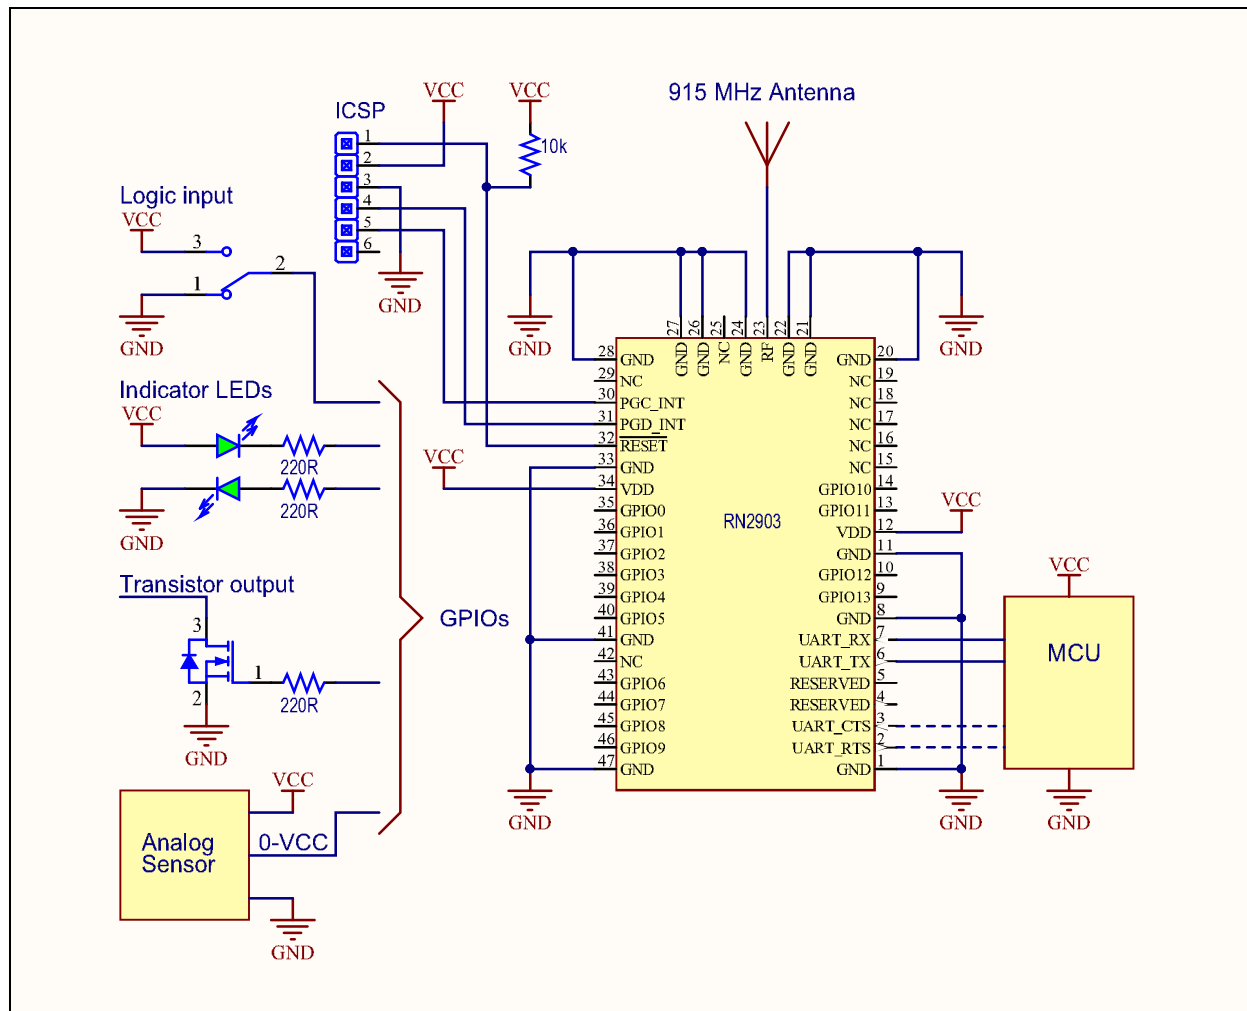 915 MHz Antenna
VCC
VCC
ICSP
1
2
3
4
5
6
10k
GND
Logic input
VCC
3
2
1
GND
GND
GND
27
26
25
24
23
22
21
GND
GND
NC
GND
RF
GND
GND
28 GND
29 NC
30 PGC_INT
31 PGD_INT
32 RESET
33 GND
34 VDD
35 GPIO0
36 GPIO1
37 GPIO2
38 GPIO3
39 GPIO4
40 GPIO5
41 GND
42 NC
43 GPIO6
44 GPIO7
45 GPIO8
46 GPIO9
47 GND
RN2903
GND 20
NC 19
NC 18
NC 17
NC 16
NC 15
GPIO10 14
GPIO11 13
VDD 12
GND 11
GPIO12 10
GPIO13 9
GND 8
UART_RX 7
UART_TX 6
RESERVED 5
RESERVED 4
UART_CTS 3
UART_RTS 2
GND 1
VCC
VCC
GND
GND
VCC
MCU
GND
Indicator LEDs
VCC
220R
220R
GND
GPIOs
Transistor output
3
1
2
220R
GND
VCC
Analog
Sensor
0-VCC
GND